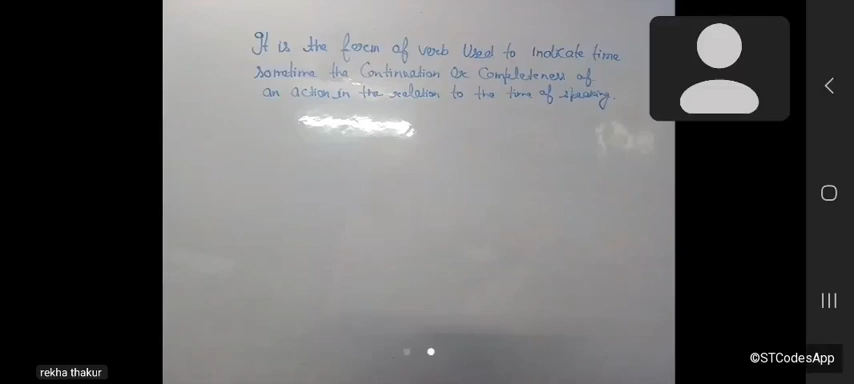 It is the form of verb Used to indicate time
sometime the Continuation Or Completeness of
an action in the relation to the time of speaking.
©STCodesApp
rekha thakur